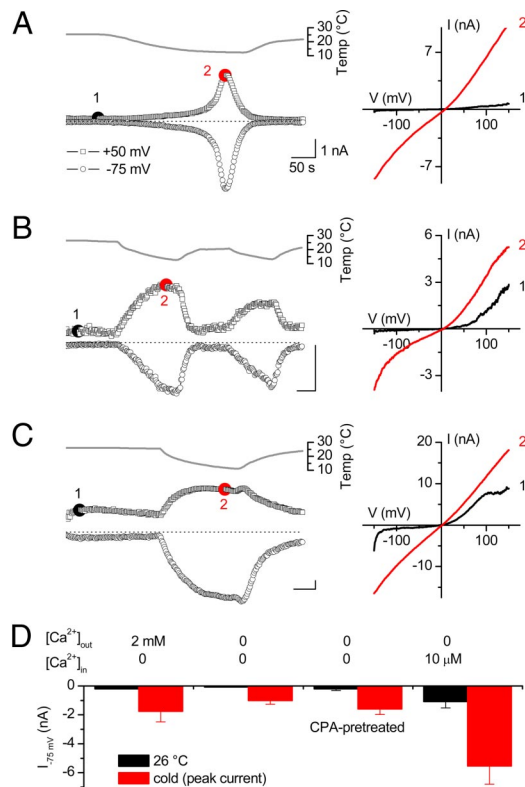 A
30
20
10
Temp (°C)
1
2
+50 mV
-75 mV
1 nA
50 s
I (nA)
2
7
V (mV)
1
-100
100
-7
B
30
20
10
Temp (°C)
1
2
I (nA)
6
2
3
1
V (mV)
-100
100
-3
C
30
20
10
Temp (°C)
1
2
I (nA)
20
2
10
1
V (mV)
-100
100
-10
D
[Ca2+]out 2 mM 0 0 0
[Ca2+]in 0 0 0 10 µM
0
-2
-4
-6
I-75 mV (nA)
CPA-pretreated
26 °C
cold (peak current)